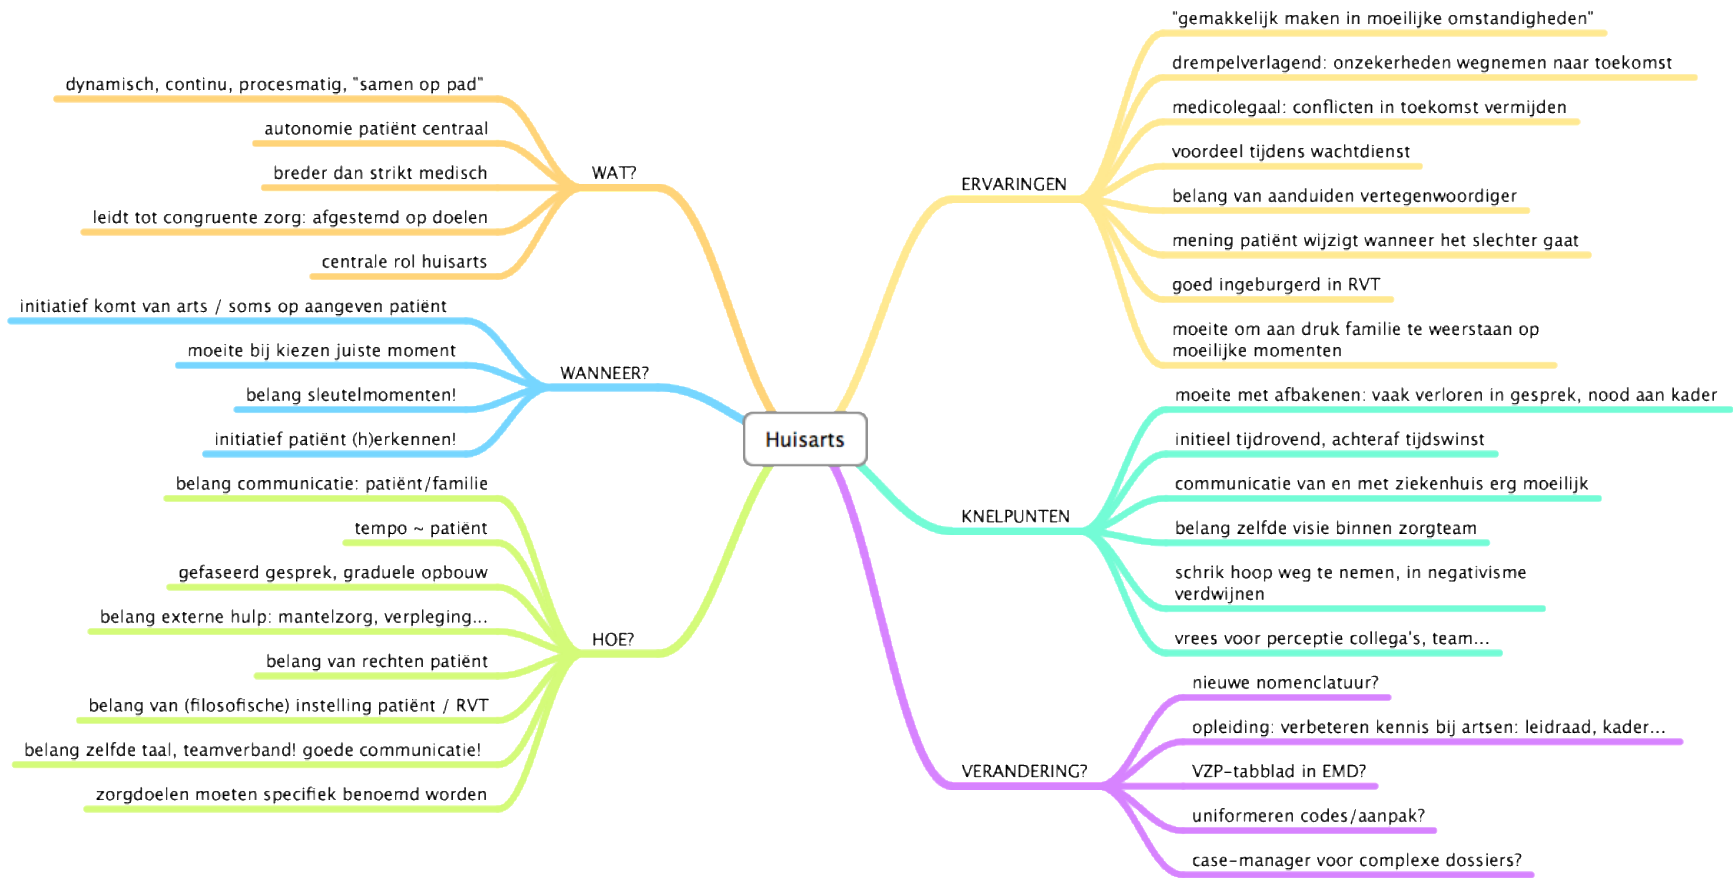 dynamisch, continu, procesmatig, "samen op pad"
autonomie patiënt centraal
breder dan strikt medisch
leidt tot congruente zorg: afgestemd op doelen
centrale rol huisarts
WAT?
initiatief komt van arts / soms op aangeven patiënt
moeite bij kiezen juiste moment
belang sleutelmomenten!
initiatief patiënt (h)erkennen!
WANNEER?
belang communicatie: patiënt/familie
tempo ~ patiënt
gefaseerd gesprek, graduele opbouw
belang externe hulp: mantelzorg, verpleging...
belang van rechten patiënt
belang van (filosofische) instelling patiënt / RVT
belang zelfde taal, teamverband! goede communicatie!
zorgdoelen moeten specifiek benoemd worden
HOE?
Huisarts
ERVARINGEN
"gemakkelijk maken in moeilijke omstandigheden"
drempelverlagend: onzekerheden wegnemen naar toekomst
medicolegaal: conflicten in toekomst vermijden
voordeel tijdens wachtdienst
belang van aanduiden vertegenwoordiger
mening patiënt wijzigt wanneer het slechter gaat
goed ingeburgerd in RVT
moeite om aan druk familie te weerstaan op
moeilijke momenten
KNELPUNTEN
moeite met afbakenen: vaak verloren in gesprek, nood aan kader
initieel tijdrovend, achteraf tijdswinst
communicatie van en met ziekenhuis erg moeilijk
belang zelfde visie binnen zorgteam
schrik hoop weg te nemen, in negativisme
verdwijnen
vrees voor perceptie collega's, team...
VERANDERING?
nieuwe nomenclatuur?
opleiding: verbeteren kennis bij artsen: leidraad, kader...
VZP-tabblad in EMD?
uniformeren codes/aanpak?
case-manager voor complexe dossiers?